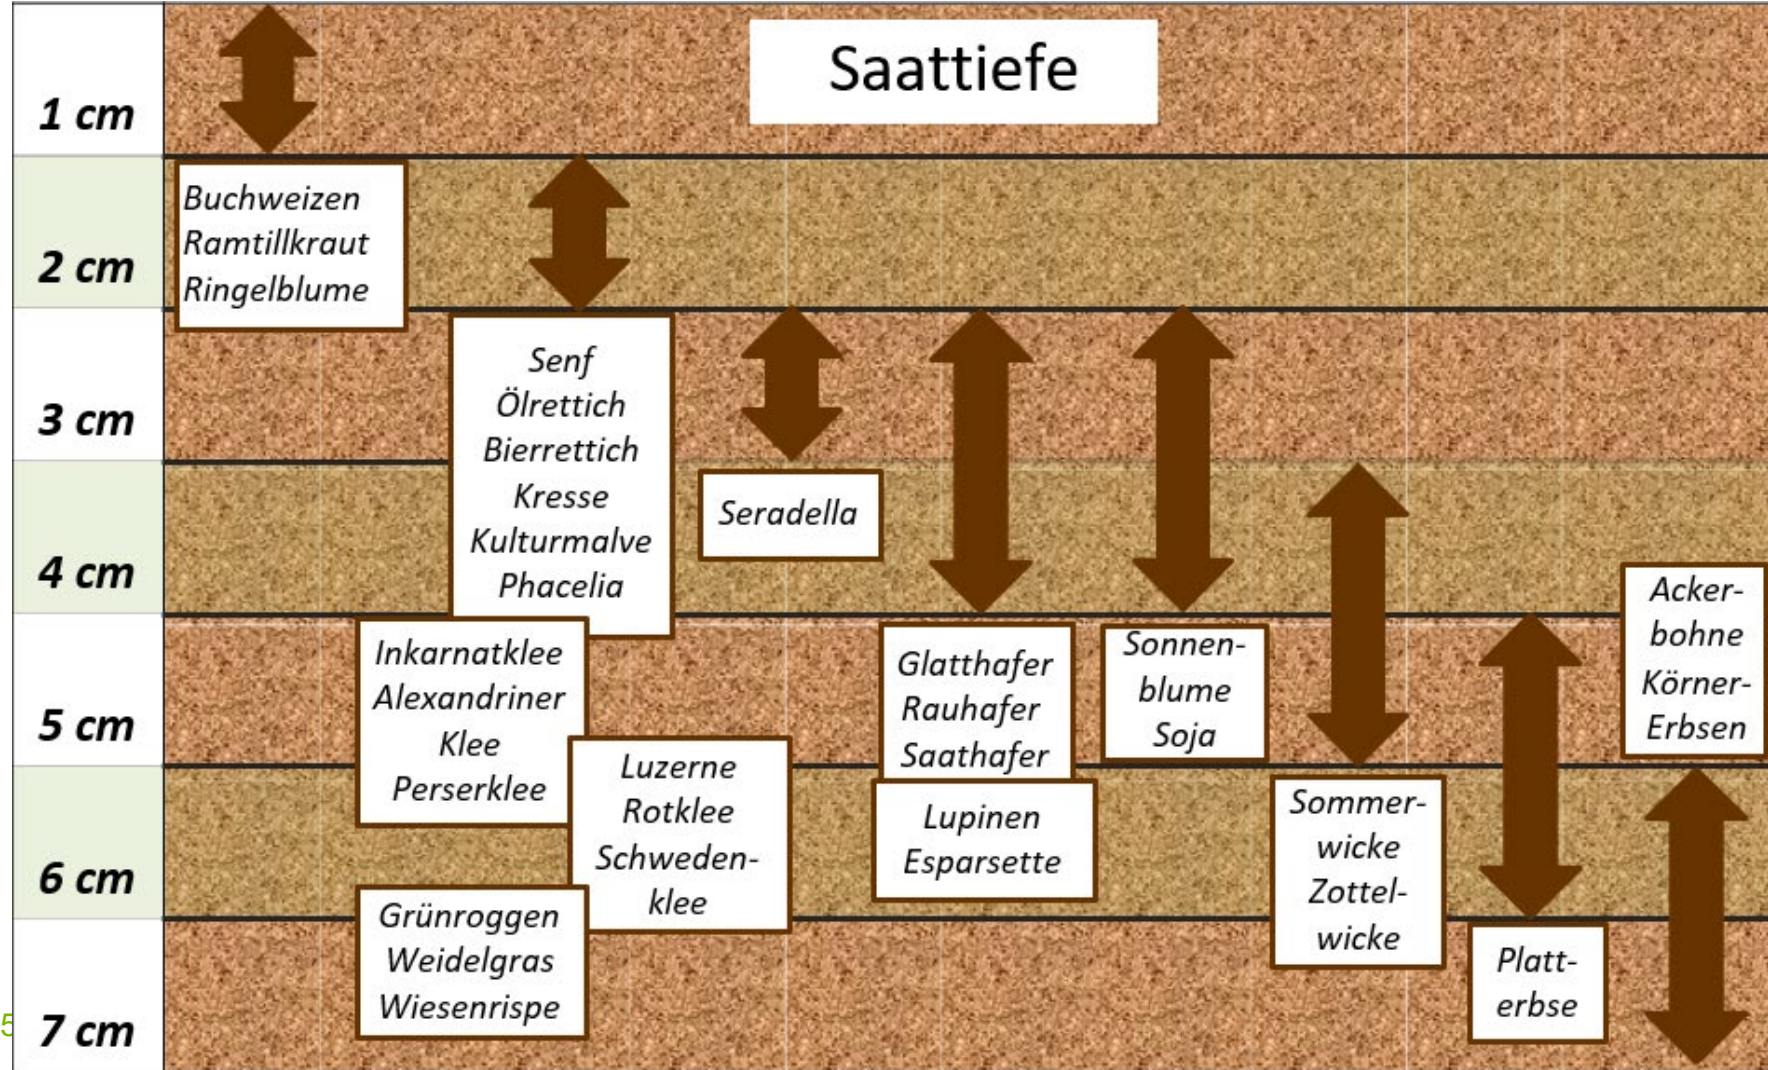 Saattiefe
1 cm
2 cm
3 cm
4 cm
5 cm
6 cm
7 cm
Buchweizen
Ramtillkraut
Ringelblume
Senf
Ölrettich
Bierrettich
Kresse
Kulturmalve
Phacelia
Inkarnatklee
Alexandriner
Klee
Perserklee
Luzerne
Rotklee
Schweden-
klee
Grünroggen
Weidelgras
Wiesenrispe
Seradella
Glatthafer
Rauhafer
Saathafer
Lupinen
Esparsette
Sonnen-
blume
Soja
Sommer-
wicke
Zottel-
wicke
Platt-
erbse
Acker-
bohne
Körner-
Erbsen
5